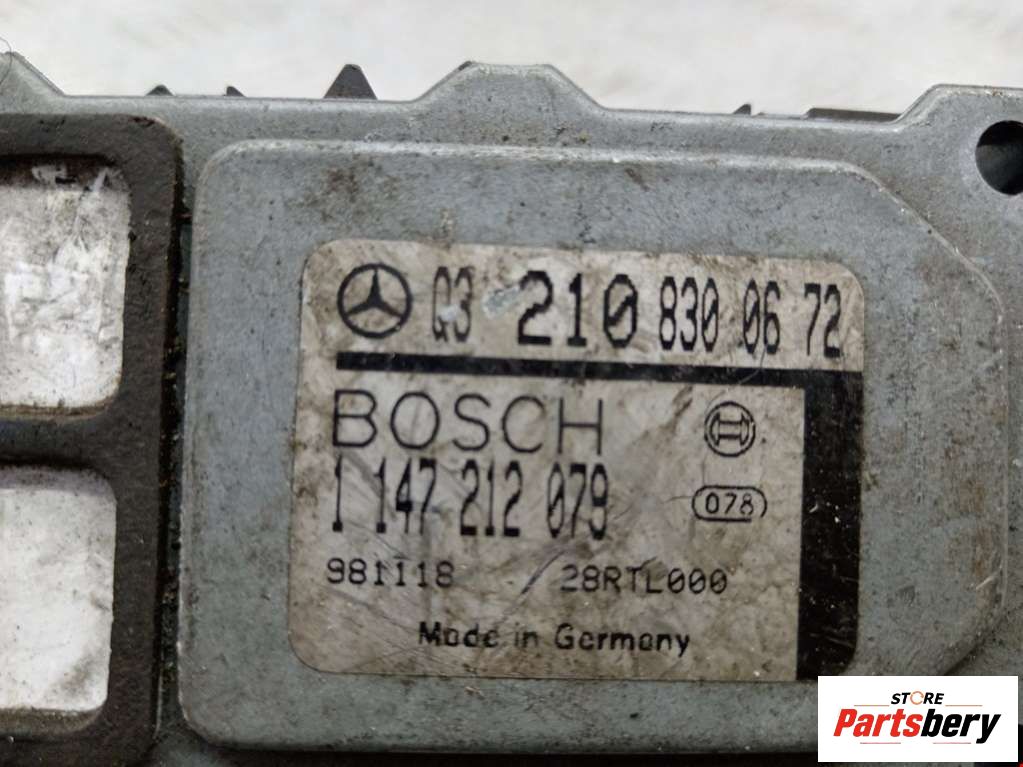 Q3 210 830 06 72
BOSCH
1 147 212 079
078
981118 28RTL000
Made in Germany
STORE
Partsbery